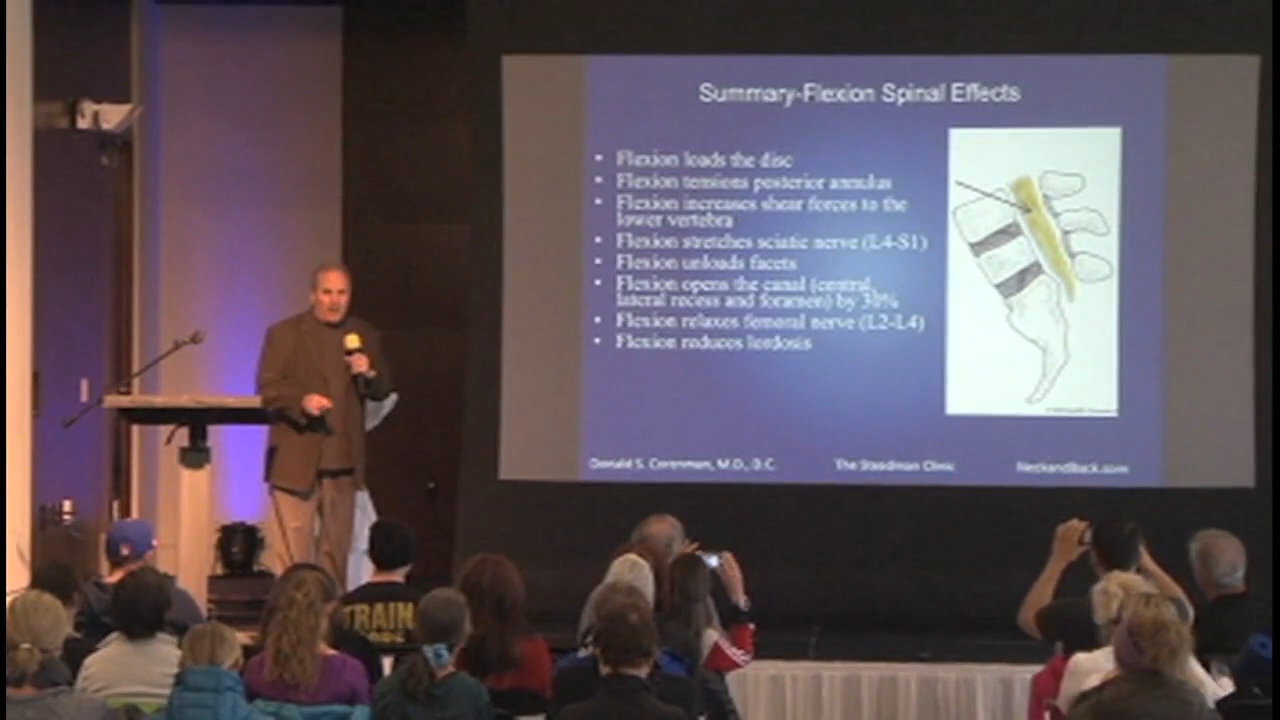 Summary-Flexion Spinal Effects
• Flexion loads the disc
• Flexion tensions posterior annulus
• Flexion increases shear forces to the
lower vertebra
• Flexion stretches sciatic nerve (L4-S1)
• Flexion unloads facets
• Flexion opens the canal (central,
lateral recess and foramen) by 30%
• Flexion relaxes femoral nerve (L2-L4)
• Flexion reduces lordosis
Donald S. Corenman, M.D., D.C. The Steadman Clinic NeckandBack.com
TRAIN